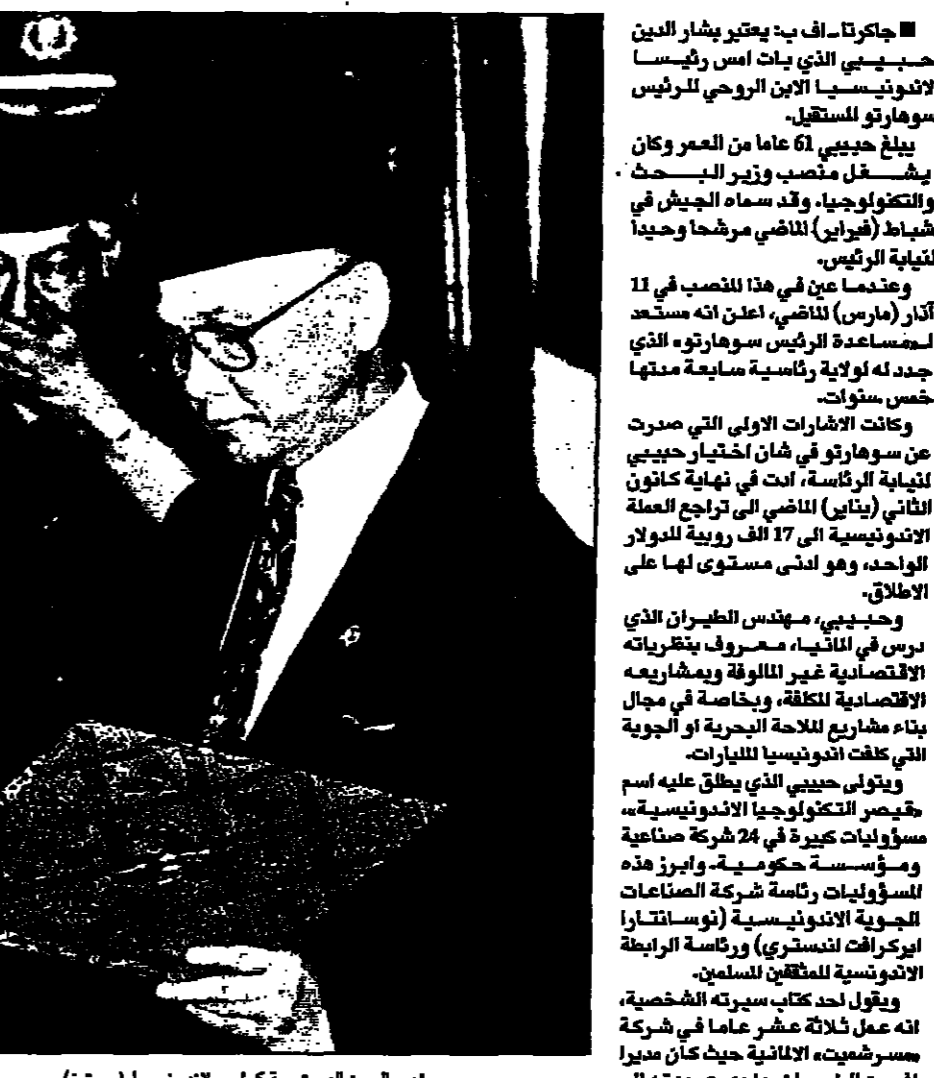 ■ جاكرتا ـ اف ب: يعتبر بشار الدين
حبيبي الذي بات امس رئيسا
لاندونيسيا الابن الروحي للرئيس
سوهارتو المستقيل.
يبلغ حبيبي 61 عاما من العمر وكان
يشغل منصب وزير البحث
والتكنولوجيا. وقد سماه الجيش في
شباط (فبراير) الماضي مرشحا وحيدا
لنيابة الرئيس.
وعندما عين في هذا المنصب في 11
آذار (مارس) الماضي، اعلن انه مستعد
لـ«مساعدة الرئيس سوهارتو» الذي
جدد له لولاية رئاسية سابعة مدتها
خمس سنوات.
وكانت الاشارات الاولى التي صدرت
عن سوهارتو في شان اختيار حبيبي
لنيابة الرئاسة، ادت في نهاية كانون
الثاني (يناير) الماضي الى تراجع العملة
الاندونيسية الى 17 الف روبية للدولار
الواحد، وهو ادنى مستوى لها على
الاطلاق.
وحبيبي، مهندس الطيران الذي
درس في المانيا، معروف بنظرياته
الاقتصادية غير المالوفة وبمشاريعه
الاقتصادية المكلفة، وبخاصة في مجال
بناء مشاريع للملاحة البحرية او الجوية
التي كلفت اندونيسيا المليارات.
ويتولى حبيبي الذي يطلق عليه اسم
«قيصر التكنولوجيا الاندونيسية»،
مسؤوليات كبيرة في 24 شركة صناعية
ومؤسسة حكومية. وابرز هذه
المسؤوليات رئاسة شركة الصناعات
الجوية الاندونيسية (نوسانتارا
ايركرافت اندستري) ورئاسة الرابطة
الاندونيسية للمثقفين المسلمين.
ويقول احد كتاب سيرته الشخصية،
انه عمل ثلاثة عشر عاما في شركة
«مسرشميت» الالمانية حيث كان مديرا